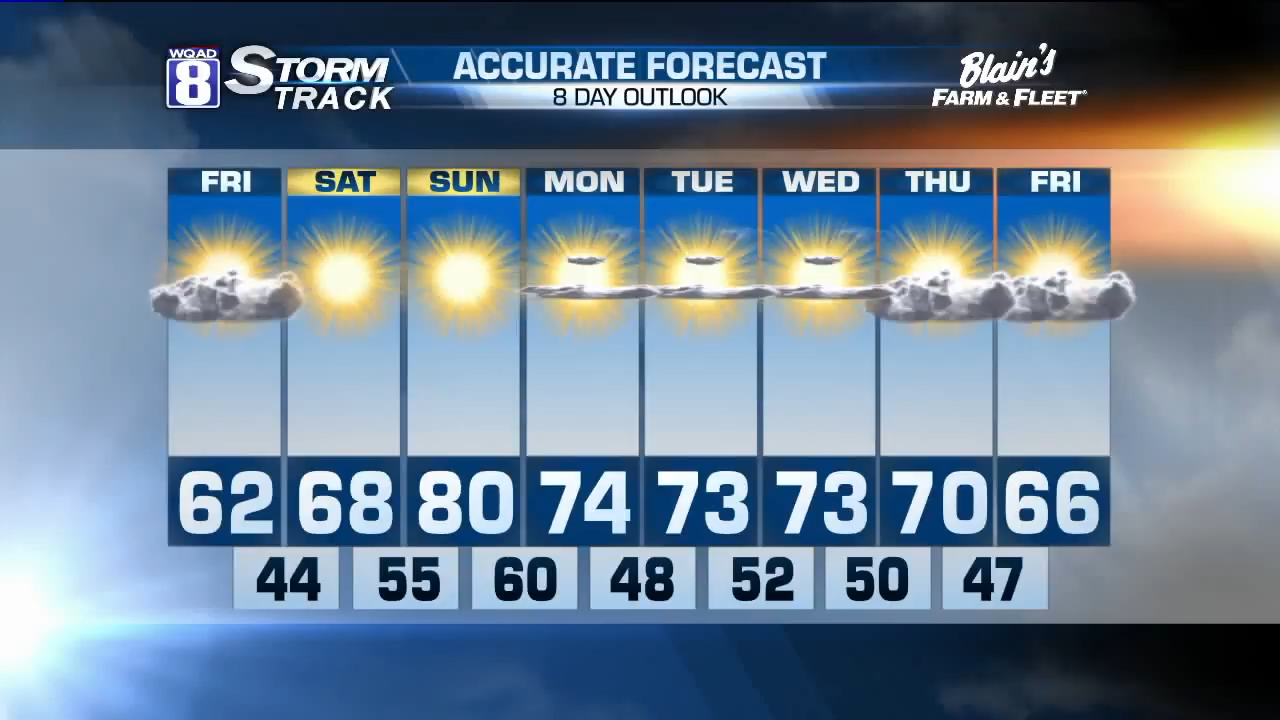 WQAD
8
STORM
TRACK
ACCURATE FORECAST
8 DAY OUTLOOK
Blain's
FARM & FLEET
FRI SAT SUN MON TUE WED THU FRI
62 68 80 74 73 73 70 66
44 55 60 48 52 50 47